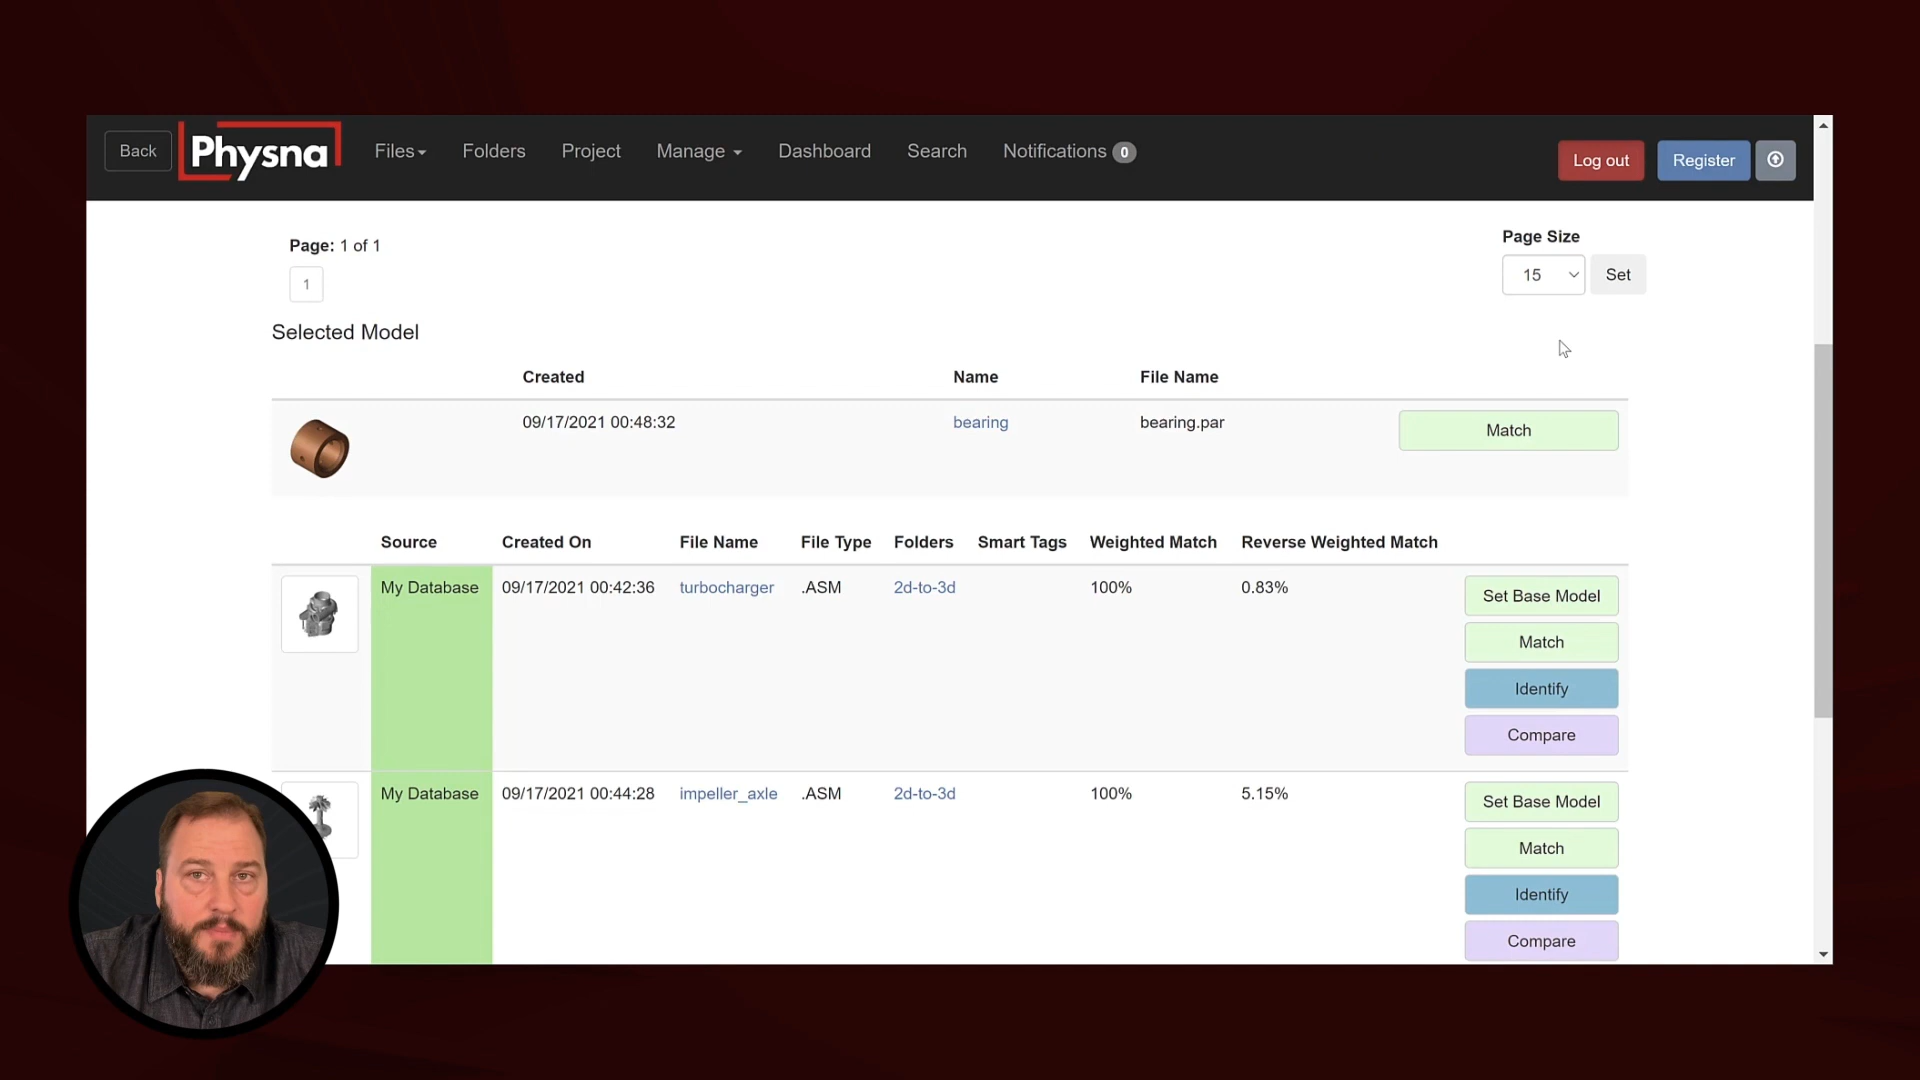 Back Physna Files Folders Project Manage Dashboard Search Notifications 0 Log out Register
Page: 1 of 1
Page Size
1
15 Set
Selected Model
Created Name File Name
09/17/2021 00:48:32 bearing bearing.par Match
Source Created On File Name File Type Folders Smart Tags Weighted Match Reverse Weighted Match
My Database 09/17/2021 00:42:36 turbocharger .ASM 2d-to-3d 100% 0.83%
Set Base Model
Match
Identify
Compare
My Database 09/17/2021 00:44:28 impeller_axle .ASM 2d-to-3d 100% 5.15%
Set Base Model
Match
Identify
Compare